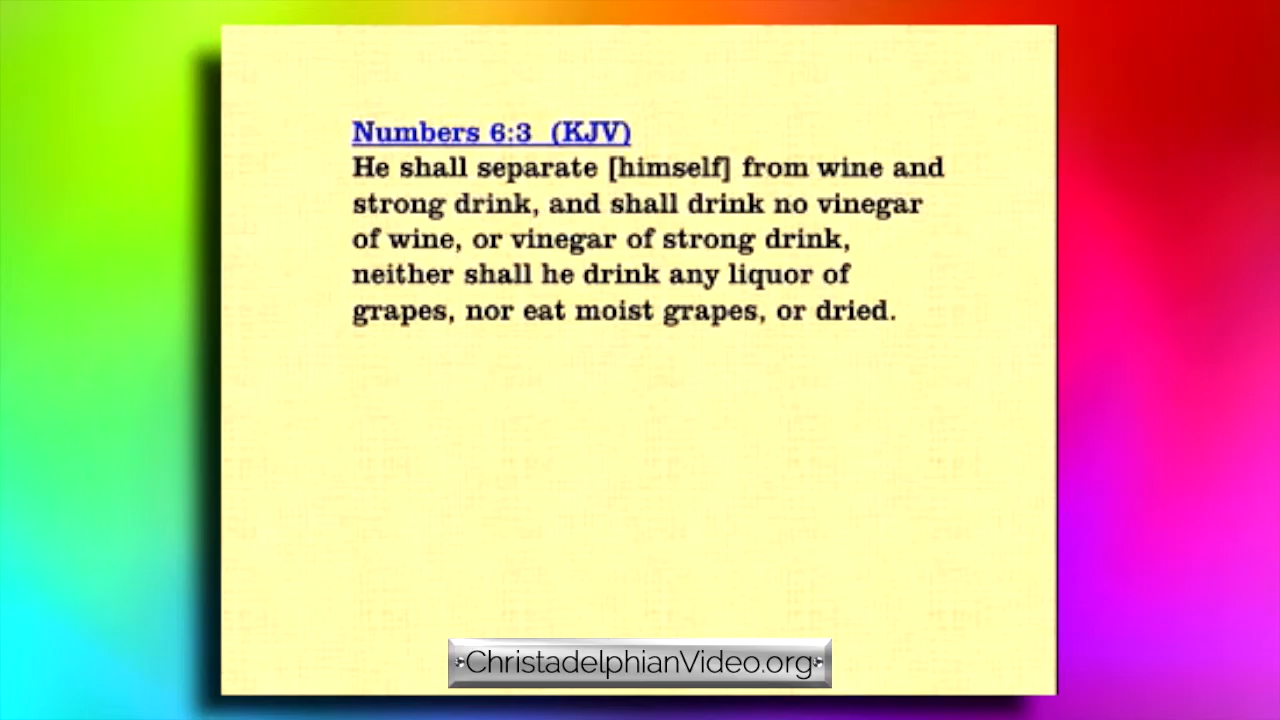 Numbers 6:3 (KJV)
He shall separate [himself] from wine and
strong drink, and shall drink no vinegar
of wine, or vinegar of strong drink,
neither shall he drink any liquor of
grapes, nor eat moist grapes, or dried.
ChristadelphianVideo.org